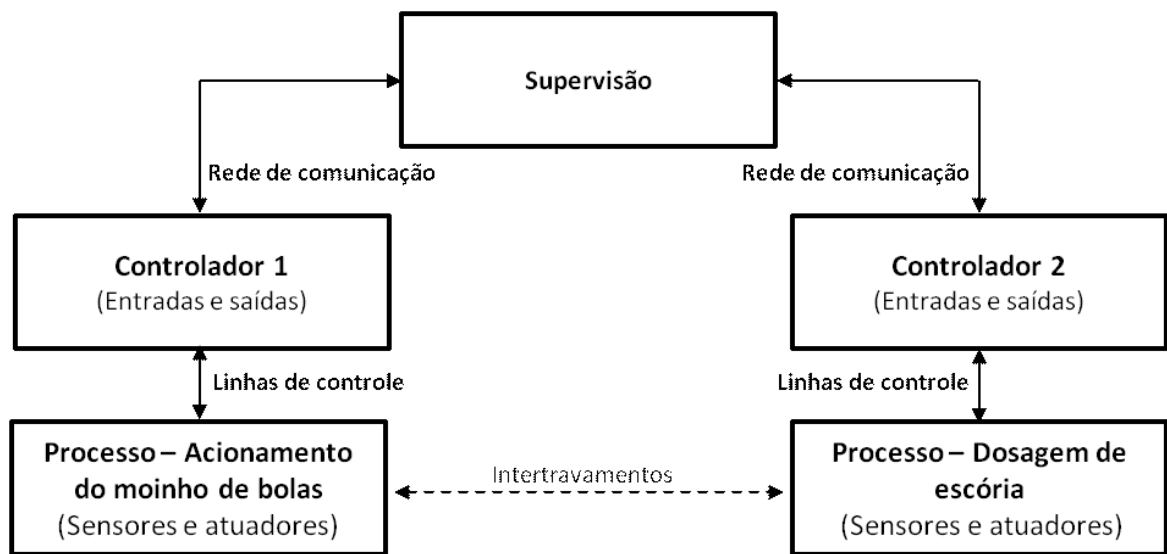 Supervisão
Rede de comunicação
Rede de comunicação
Controlador 1
(Entradas e saídas)
Controlador 2
(Entradas e saídas)
Linhas de controle
Linhas de controle
Processo – Acionamento
do moinho de bolas
(Sensores e atuadores)
Intertravamentos
Processo – Dosagem de
escória
(Sensores e atuadores)